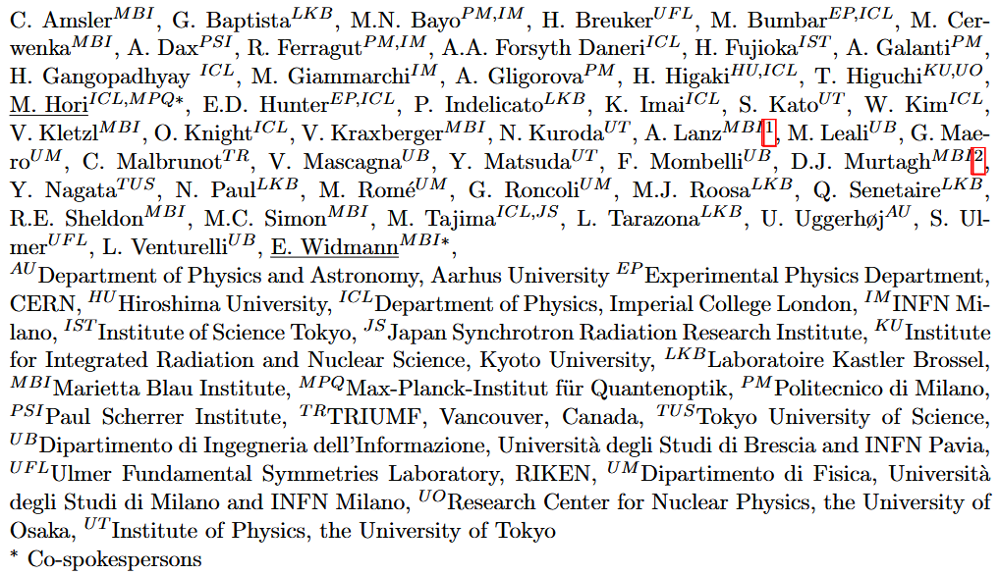 C. Amsler^MBI, G. Baptista^LKB, M.N. Bayo^PM,IM, H. Breuker^UFL, M. Bumbar^EP,ICL, M. Cer-
wenka^MBI, A. Dax^PSI, R. Ferragut^PM,IM, A.A. Forsyth Daneri^ICL, H. Fujioka^IST, A. Galanti^PM,
H. Gangopadhyay ^ICL, M. Giammarchi^IM, A. Gligorova^PM, H. Higaki^HU,ICL, T. Higuchi^KU,UO,
M. Hori^ICL,MPQ*, E.D. Hunter^EP,ICL, P. Indelicato^LKB, K. Imai^ICL, S. Kato^UT, W. Kim^ICL,
V. Kletzl^MBI, O. Knight^ICL, V. Kraxberger^MBI, N. Kuroda^UT, A. Lanz^MBI1, M. Leali^UB, G. Mae-
ro^UM, C. Malbrunot^TR, V. Mascagna^UB, Y. Matsuda^UT, F. Mombelli^UB, D.J. Murtagh^MBI2,
Y. Nagata^TUS, N. Paul^LKB, M. Romé^UM, G. Roncoli^UM, M.J. Roosa^LKB, Q. Senetaire^LKB,
R.E. Sheldon^MBI, M.C. Simon^MBI, M. Tajima^ICL,JS, L. Tarazona^LKB, U. Uggerhøj^AU, S. Ul-
mer^UFL, L. Venturelli^UB, E. Widmann^MBI*,
^AU Department of Physics and Astronomy, Aarhus University ^EP Experimental Physics Department,
CERN, ^HU Hiroshima University, ^ICL Department of Physics, Imperial College London, ^IM INFN Mi-
lano, ^IST Institute of Science Tokyo, ^JS Japan Synchrotron Radiation Research Institute, ^KU Institute
for Integrated Radiation and Nuclear Science, Kyoto University, ^LKB Laboratoire Kastler Brossel,
^MBI Marietta Blau Institute, ^MPQ Max-Planck-Institut für Quantenoptik, ^PM Politecnico di Milano,
^PSI Paul Scherrer Institute, ^TR TRIUMF, Vancouver, Canada, ^TUS Tokyo University of Science,
^UB Dipartimento di Ingegneria dell'Informazione, Università degli Studi di Brescia and INFN Pavia,
^UFL Ulmer Fundamental Symmetries Laboratory, RIKEN, ^UM Dipartimento di Fisica, Università
degli Studi di Milano and INFN Milano, ^UO Research Center for Nuclear Physics, the University of
Osaka, ^UT Institute of Physics, the University of Tokyo
* Co-spokespersons